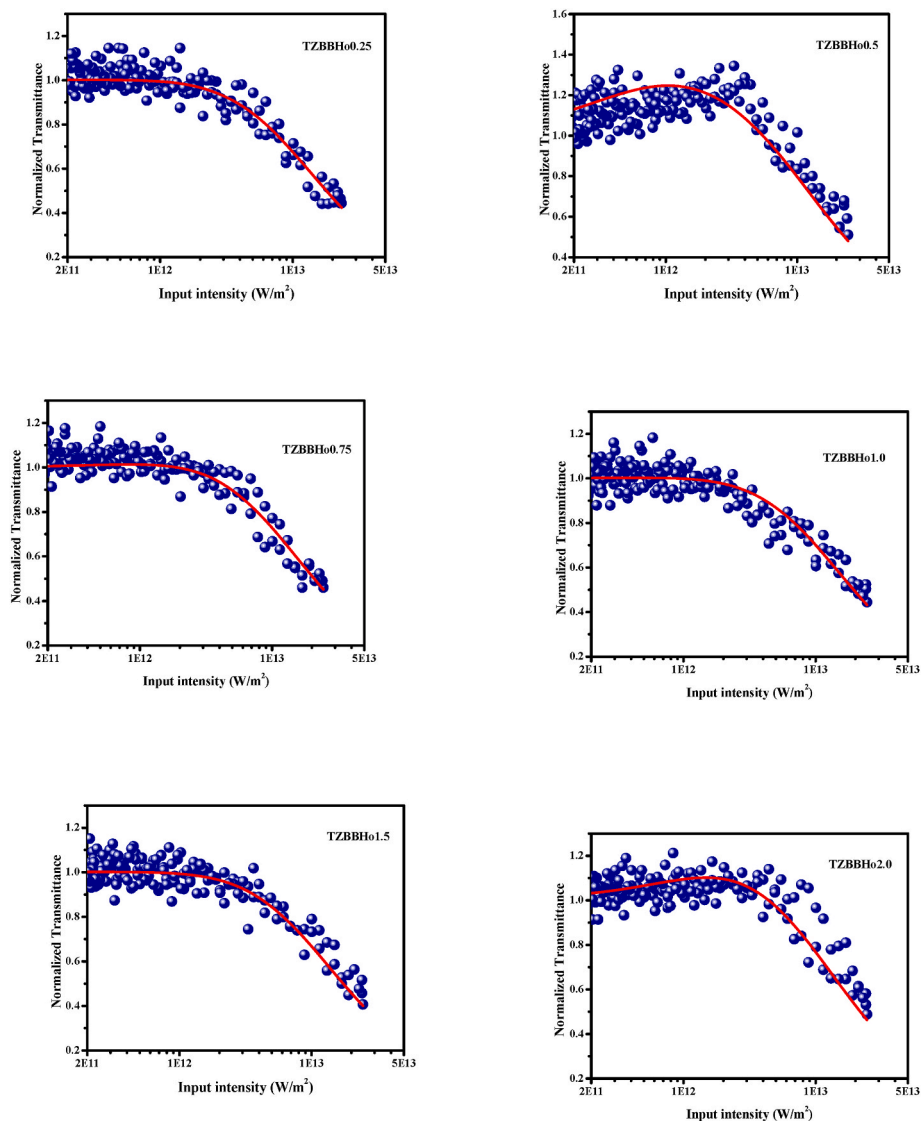 TZBBHo0.25
Normalized Transmittance
1.2
1.0
0.8
0.6
0.4
0.2
2E11 1E12 1E13 5E13
Input intensity (W/m²)
TZBBHo0.5
Normalized Transmittance
1.6
1.4
1.2
1.0
0.8
0.6
0.4
2E11 1E12 1E13 5E13
Input intensity (W/m²)
TZBBHo0.75
Normalized Transmittance
1.2
1.0
0.8
0.6
0.4
0.2
2E11 1E12 1E13 5E13
Input intensity (W/m²)
TZBBHo1.0
Normalized Transmittance
1.2
1.0
0.8
0.6
0.4
0.2
2E11 1E12 1E13 5E13
Input intensity (W/m²)
TZBBHo1.5
Normalized Transmittance
1.2
1.0
0.8
0.6
0.4
0.2
2E11 1E12 1E13 5E13
Input intensity (W/m²)
TZBBHo2.0
Normalized Transmittance
1.2
1.0
0.8
0.6
0.4
0.2
2E11 1E12 1E13 5E13
Input intensity (W/m²)